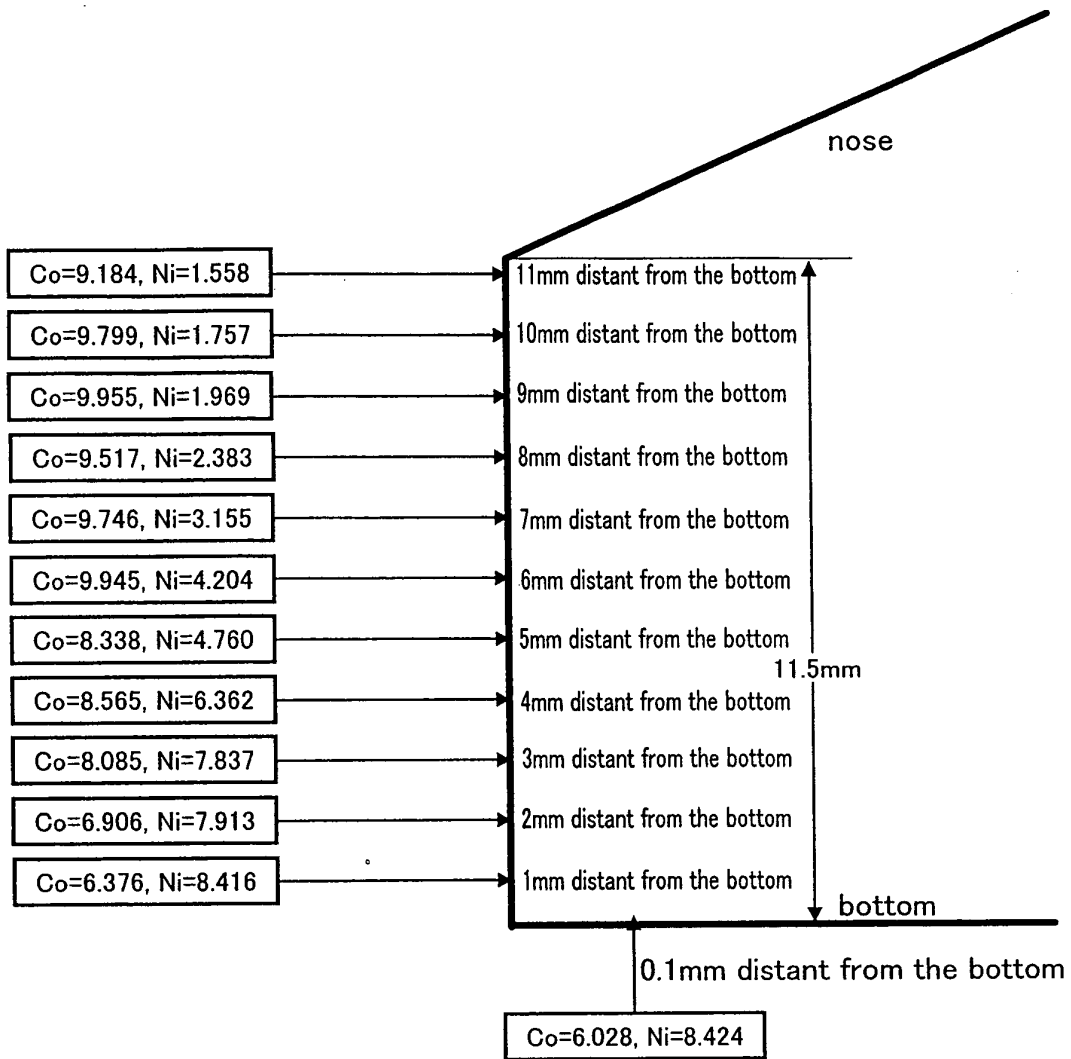 nose
Co=9.184, Ni=1.558
11mm distant from the bottom
Co=9.799, Ni=1.757
10mm distant from the bottom
Co=9.955, Ni=1.969
9mm distant from the bottom
Co=9.517, Ni=2.383
8mm distant from the bottom
Co=9.746, Ni=3.155
7mm distant from the bottom
Co=9.945, Ni=4.204
6mm distant from the bottom
Co=8.338, Ni=4.760
5mm distant from the bottom
11.5mm
Co=8.565, Ni=6.362
4mm distant from the bottom
Co=8.085, Ni=7.837
3mm distant from the bottom
Co=6.906, Ni=7.913
2mm distant from the bottom
Co=6.376, Ni=8.416
1mm distant from the bottom
bottom
0.1mm distant from the bottom
Co=6.028, Ni=8.424